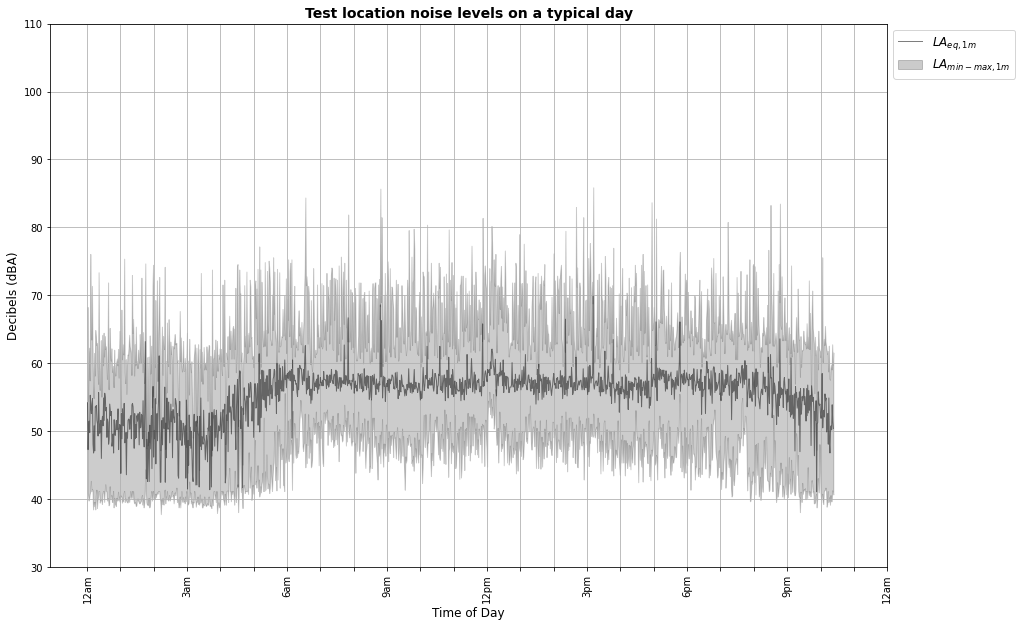 Test location noise levels on a typical day
110
100
90
80
70
60
50
40
30
Decibels (dBA)
12am
3am
6am
9am
12pm
3pm
6pm
9pm
12am
Time of Day
LAeq,1m
LAmin−max,1m